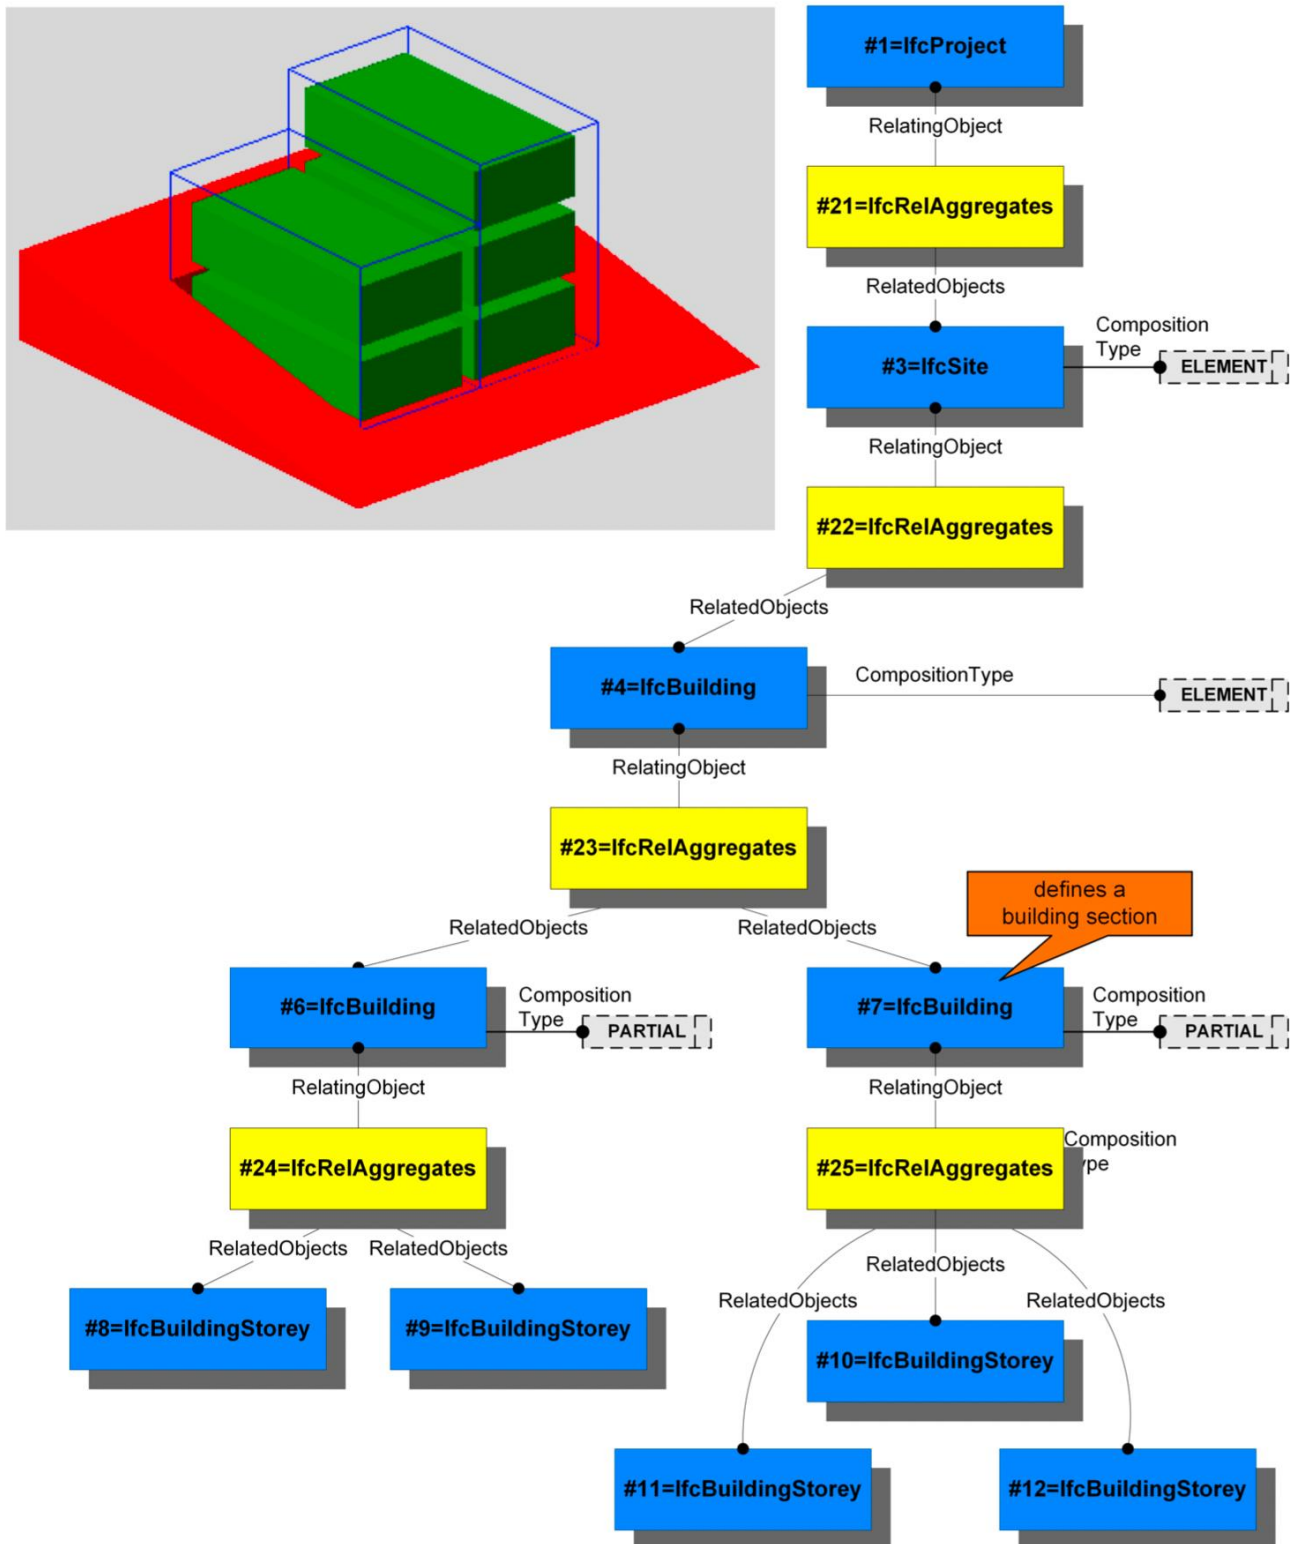 #1=IfcProject
RelatingObject
#21=IfcRelAggregates
RelatedObjects
Composition
Type
#3=IfcSite
ELEMENT
RelatingObject
#22=IfcRelAggregates
RelatedObjects
#4=IfcBuilding
CompositionType
ELEMENT
RelatingObject
#23=IfcRelAggregates
defines a
building section
RelatedObjects
RelatedObjects
#6=IfcBuilding
Composition
Type
PARTIAL
#7=IfcBuilding
Composition
Type
PARTIAL
RelatingObject
RelatingObject
#24=IfcRelAggregates
#25=IfcRelAggregates
Composition
ype
RelatedObjects
RelatedObjects
RelatedObjects
RelatedObjects
RelatedObjects
#8=IfcBuildingStorey
#9=IfcBuildingStorey
#10=IfcBuildingStorey
#11=IfcBuildingStorey
#12=IfcBuildingStorey